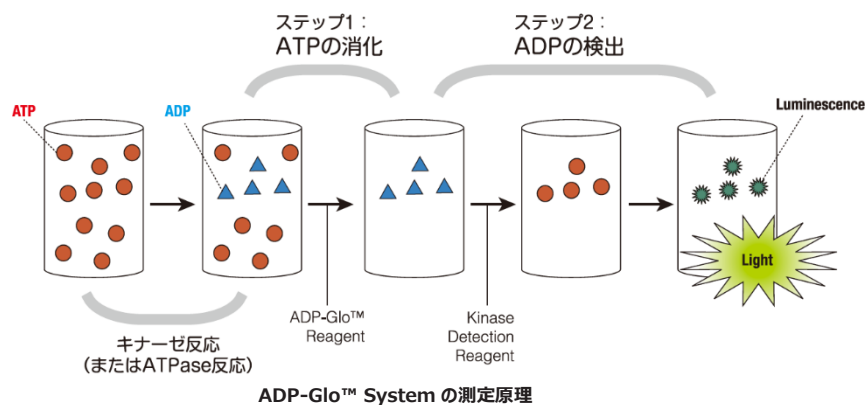 ステップ1：
ATPの消化
ステップ2：
ADPの検出
ATP
ADP
Luminescence
Light
ADP-Glo™
Reagent
Kinase
Detection
Reagent
キナーゼ反応
（またはATPase反応）
ADP-Glo™ System の測定原理